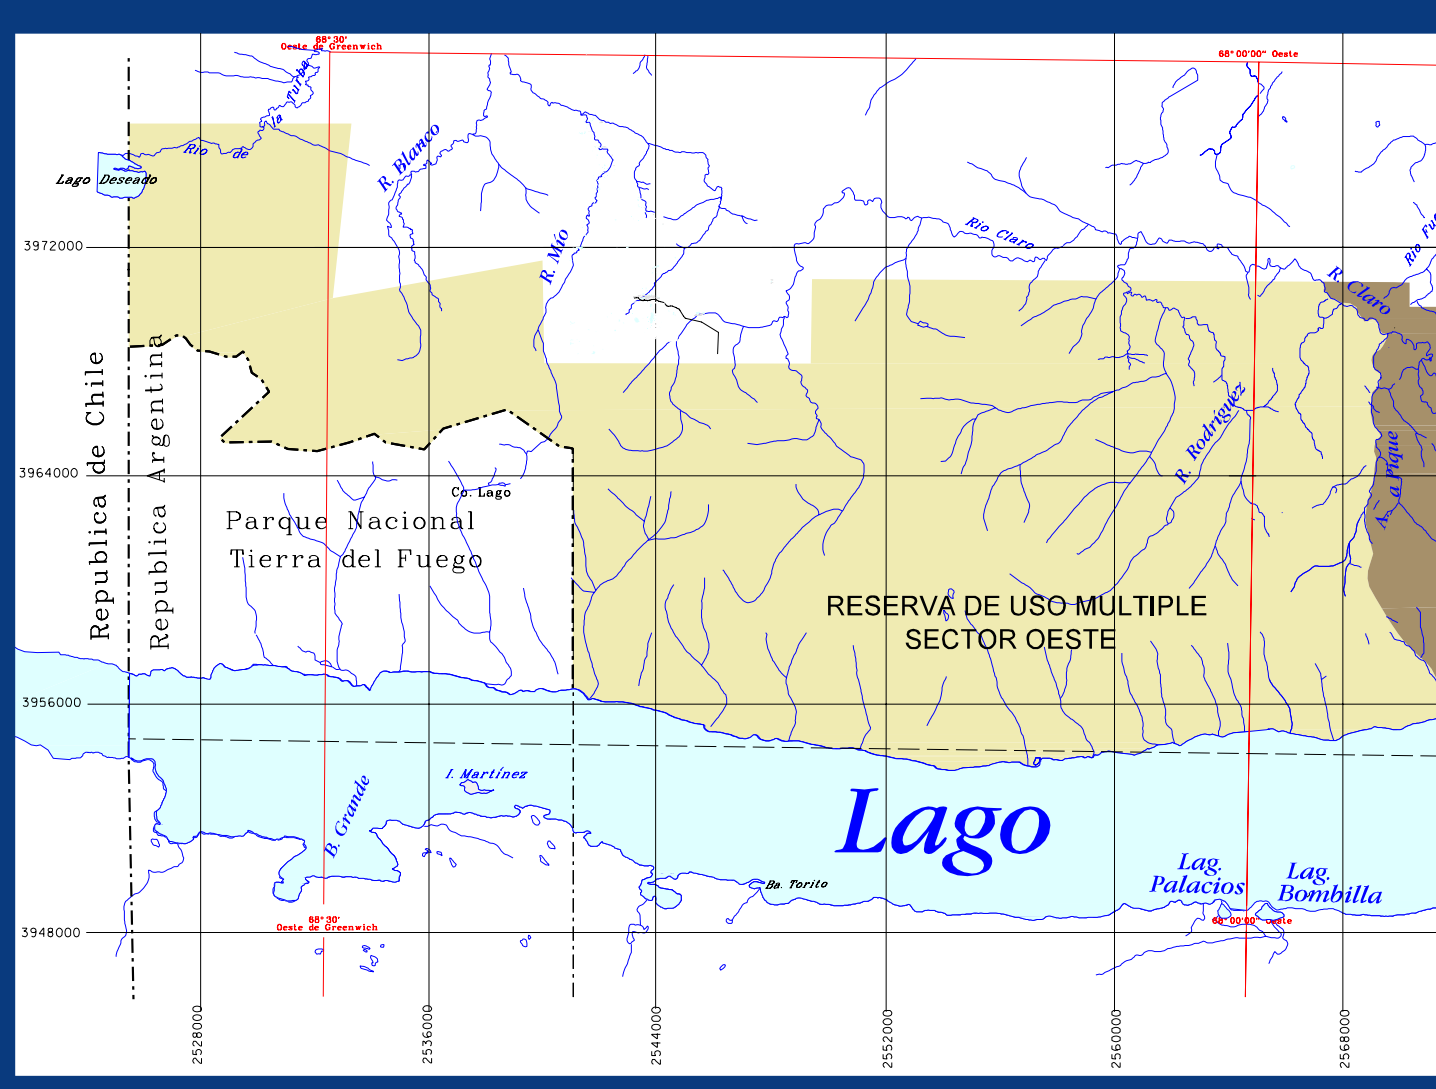 68° 30'
Oeste de Greenwich
68° 00'00" Oeste
Rio de la Turba
R. Blanco
Lago Deseado
Rio Claro
R. Mío
3972000
R. Claro
Republica de Chile
Republica Argentina
R. Rodríguez
a Pique
3964000
Co. Lago
Parque Nacional
Tierra del Fuego
RESERVA DE USO MULTIPLE
SECTOR OESTE
3956000
I. Martínez
B. Grande
Lago
Lag.
Palacios
Lag.
Bombilla
Ba. Torito
68° 30'
Oeste de Greenwich
68° 00'00" Oeste
3948000
2528000
2536000
2544000
2552000
2560000
2568000